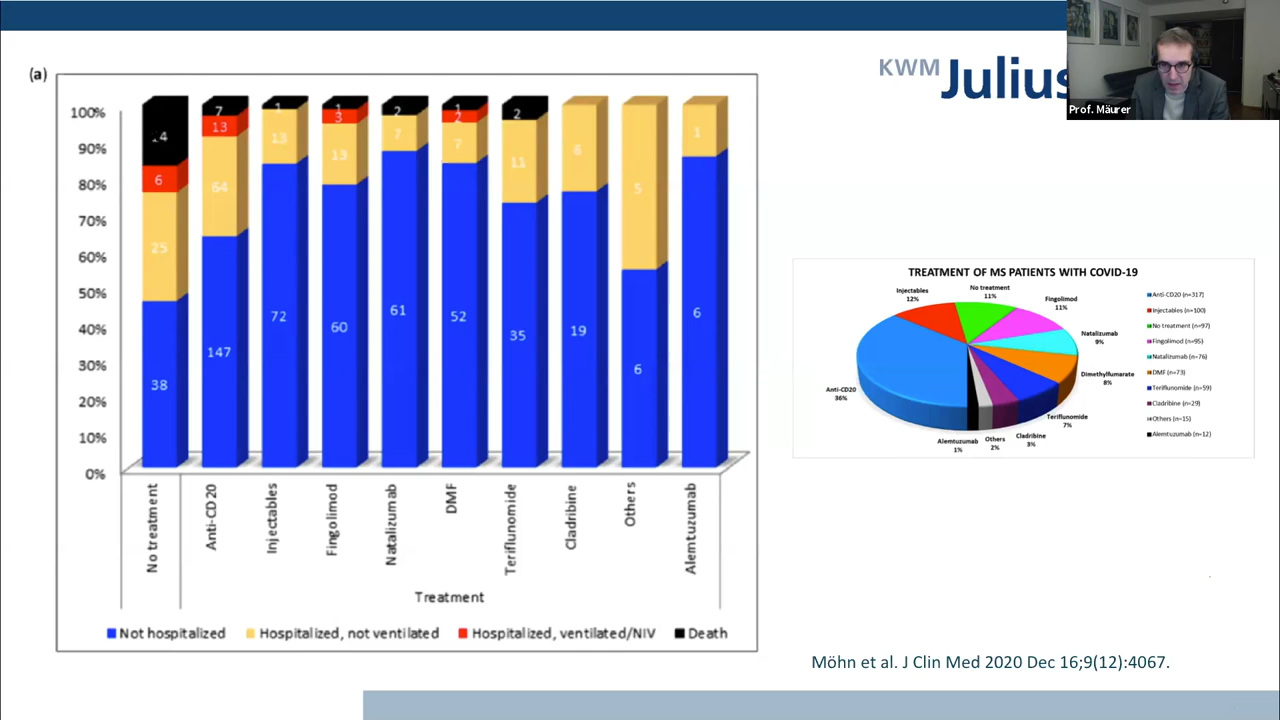 (a)
KWM Julius
Prof. Mäurer
100%
90%
80%
70%
60%
50%
40%
30%
20%
10%
0%
4
6
25
38
7
13
64
147
1
13
72
1
3
13
60
2
7
61
1
2
7
52
2
11
35
19
5
6
1
6
No treatment
Anti-CD20
Injectables
Fingolimod
Natalizumab
DMF
Teriflunomide
Cladribine
Others
Alemtuzumab
Treatment
Not hospitalized
Hospitalized, not ventilated
Hospitalized, ventilated/NIV
Death
TREATMENT OF MS PATIENTS WITH COVID-19
Injectables
12%
No treatment
11%
Fingolimod
11%
Natalizumab
9%
Dimethylfumarate
8%
Teriflunomide
7%
Cladribine
3%
Others
2%
Alemtuzumab
1%
Anti-CD20
36%
Anti-CD20 (n=317)
Injectables (n=100)
No treatment (n=97)
Fingolimod (n=95)
Natalizumab (n=76)
DMF (n=73)
Teriflunomide (n=59)
Cladribine (n=29)
Others (n=15)
Alemtuzumab (n=12)
Möhn et al. J Clin Med 2020 Dec 16;9(12):4067.